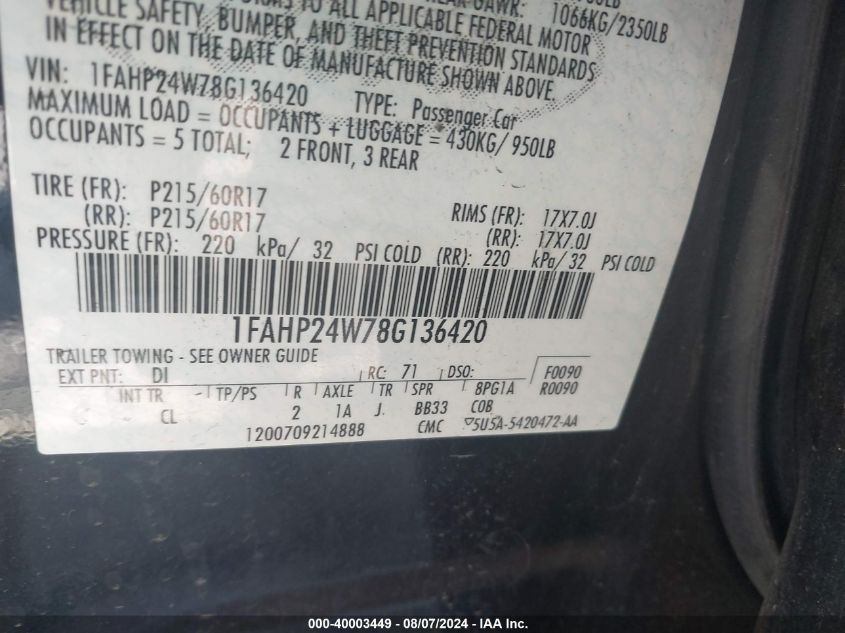 1066KG/2350LB
VEHICLE SAFETY, BUMPER, AND THEFT PREVENTION STANDARDS
TO ALL APPLICABLE FEDERAL MOTOR
IN EFFECT ON THE DATE OF MANUFACTURE SHOWN ABOVE.
VIN: 1FAHP24W78G136420 TYPE: Passenger Car
MAXIMUM LOAD = OCCUPANTS + LUGGAGE = 430KG/950LB
OCCUPANTS = 5 TOTAL; 2 FRONT, 3 REAR
TIRE (FR): P215/60R17 RIMS (FR): 17X7.0J
(RR): P215/60R17 (RR): 17X7.0J
PRESSURE (FR): 220 kPa/ 32 PSI COLD (RR): 220 kPa/ 32 PSI COLD
1FAHP24W78G136420
TRAILER TOWING - SEE OWNER GUIDE
EXT PNT: DI RC: 71 DSO: F0090
INT TR TP/PS R AXLE TR SPR 8PG1A R0090
CL 2 1A J. BB33 COB
1200709214888 CMC 5U5A-5420472-AA
000-40003449 - 08/07/2024 - IAA Inc.